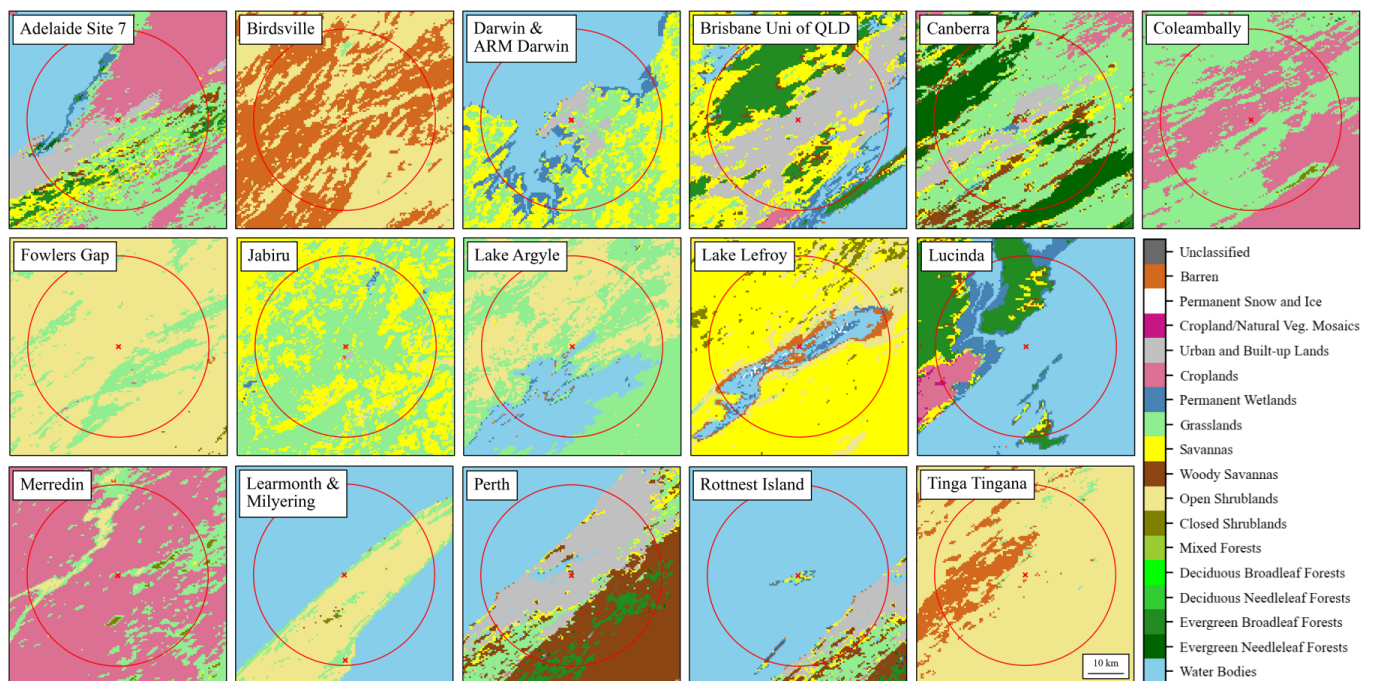 Adelaide Site 7
Birdsville
Darwin &
ARM Darwin
Brisbane Uni of QLD
Canberra
Coleambally
Fowlers Gap
Jabiru
Lake Argyle
Lake Lefroy
Lucinda
Merredin
Learmonth &
Milyering
Perth
Rottnest Island
Tinga Tingana
10 km
Unclassified
Barren
Permanent Snow and Ice
Cropland/Natural Veg. Mosaics
Urban and Built-up Lands
Croplands
Permanent Wetlands
Grasslands
Savannas
Woody Savannas
Open Shrublands
Closed Shrublands
Mixed Forests
Deciduous Broadleaf Forests
Deciduous Needleleaf Forests
Evergreen Broadleaf Forests
Evergreen Needleleaf Forests
Water Bodies